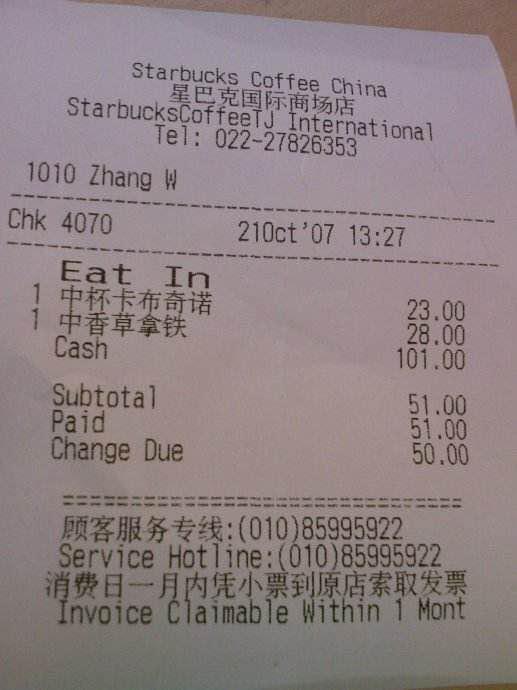 Starbucks Coffee China
星巴克国际商场店
StarbucksCoffeeTJ International
Tel: 022-27826353
1010 Zhang W
Chk 4070 21Oct'07 13:27
Eat In
1 中杯卡布奇诺 23.00
1 中香草拿铁 28.00
Cash 101.00
Subtotal 51.00
Paid 51.00
Change Due 50.00
顾客服务专线:(010)85995922
Service Hotline:(010)85995922
消费日一月内凭小票到原店索取发票
Invoice Claimable Within 1 Mont